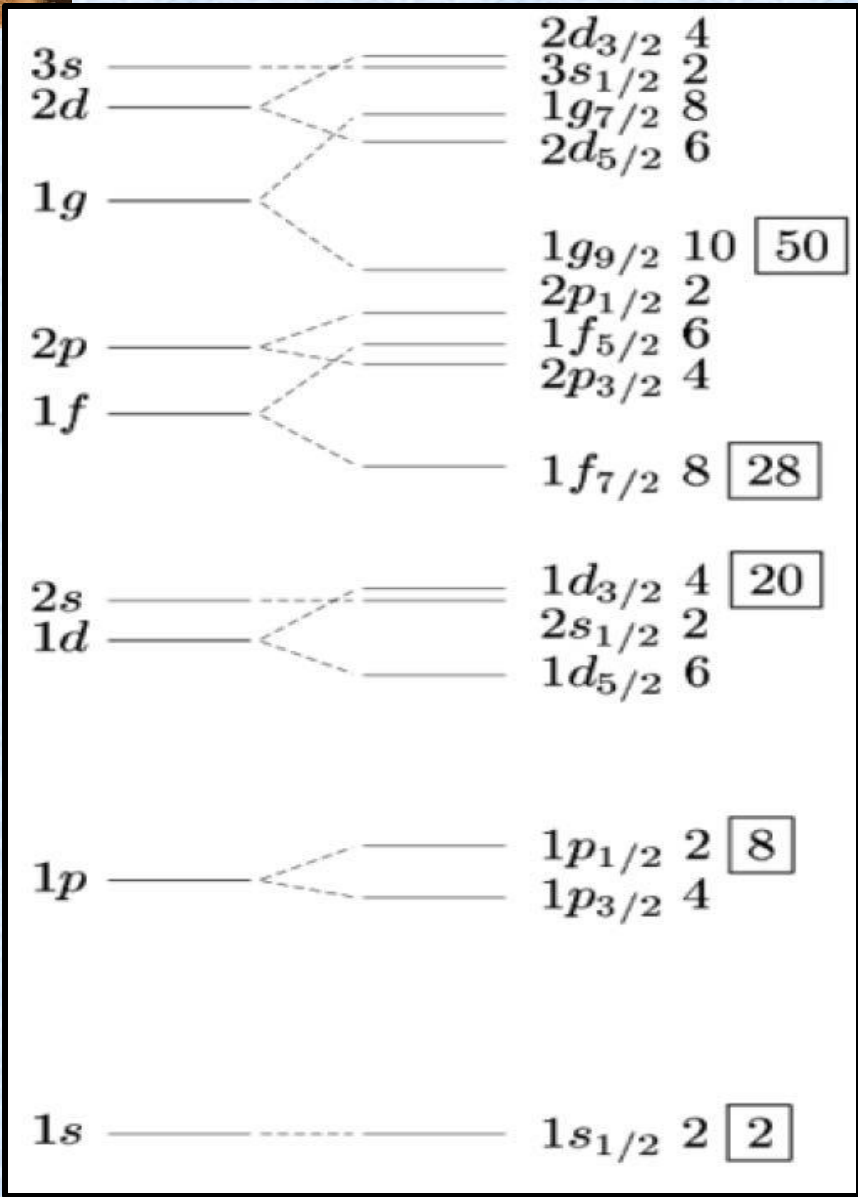 2d3/2 4
3s 3s1/2 2
2d 1g7/2 8
2d5/2 6
1g
1g9/2 10 50
2p1/2 2
2p 1f5/2 6
2p3/2 4
1f
1f7/2 8 28
1d3/2 4 20
2s 2s1/2 2
1d 1d5/2 6
1p1/2 2 8
1p 1p3/2 4
1s 1s1/2 2 2